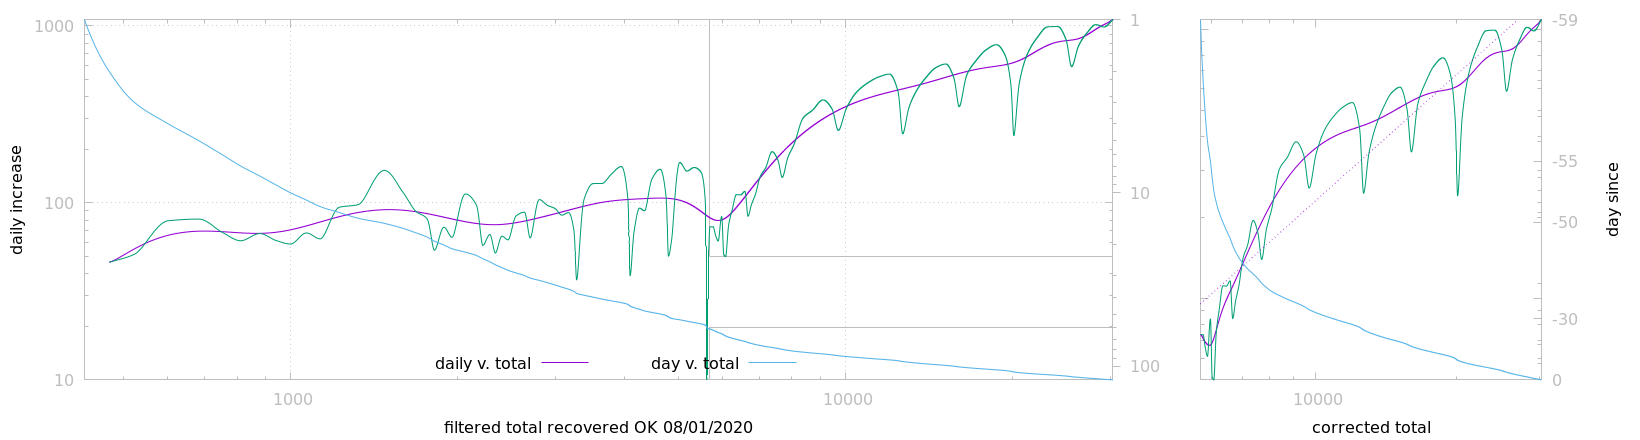 1000
100
10
daily increase
1
10
100
daily v. total
day v. total
1000
10000
filtered total recovered OK 08/01/2020
-59
-55
-50
-30
0
day since
10000
corrected total